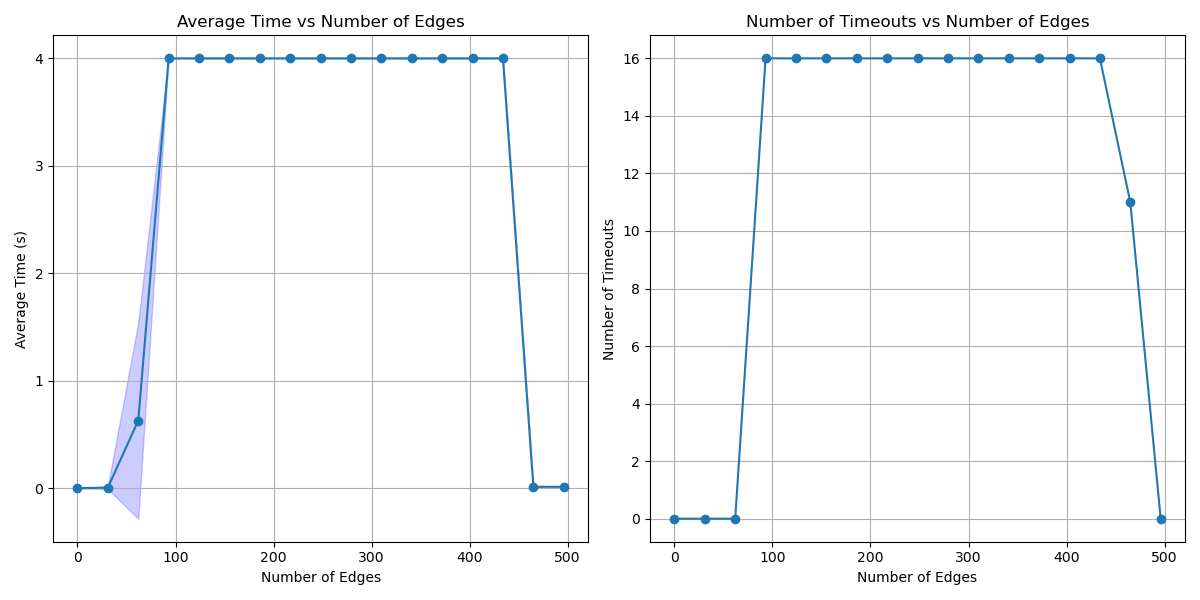 Average Time vs Number of Edges
4
3
2
1
0
Average Time (s)
0 100 200 300 400 500
Number of Edges
Number of Timeouts vs Number of Edges
16
14
12
10
8
6
4
2
0
Number of Timeouts
0 100 200 300 400 500
Number of Edges